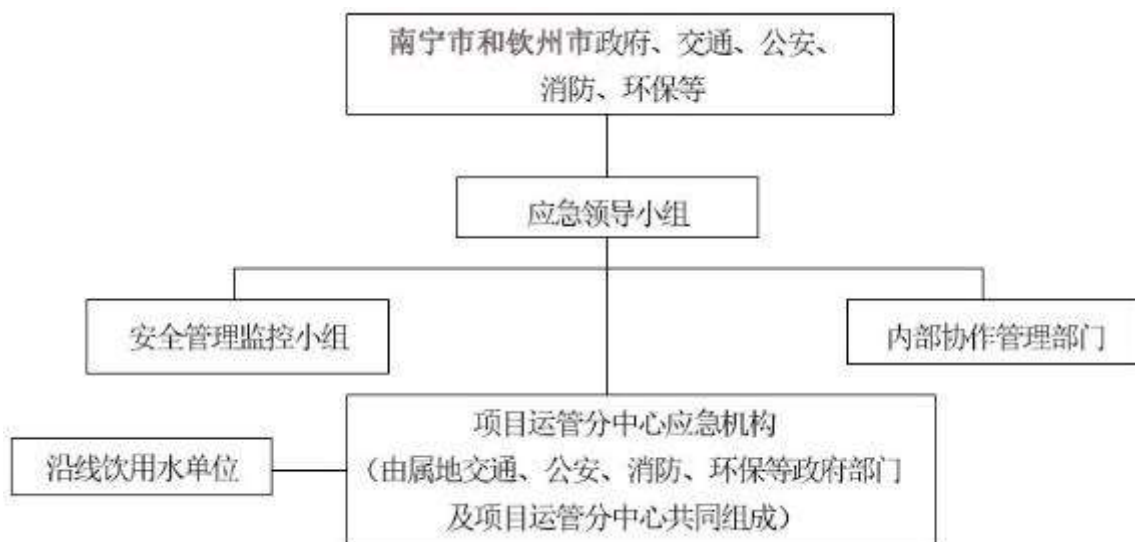 南宁市和钦州市政府、交通、公安、
消防、环保等
应急领导小组
安全管理监控小组
内部协作管理部门
项目运管分中心应急机构
（由属地交通、公安、消防、环保等政府部门
及项目运管分中心共同组成）
沿线饮用水单位